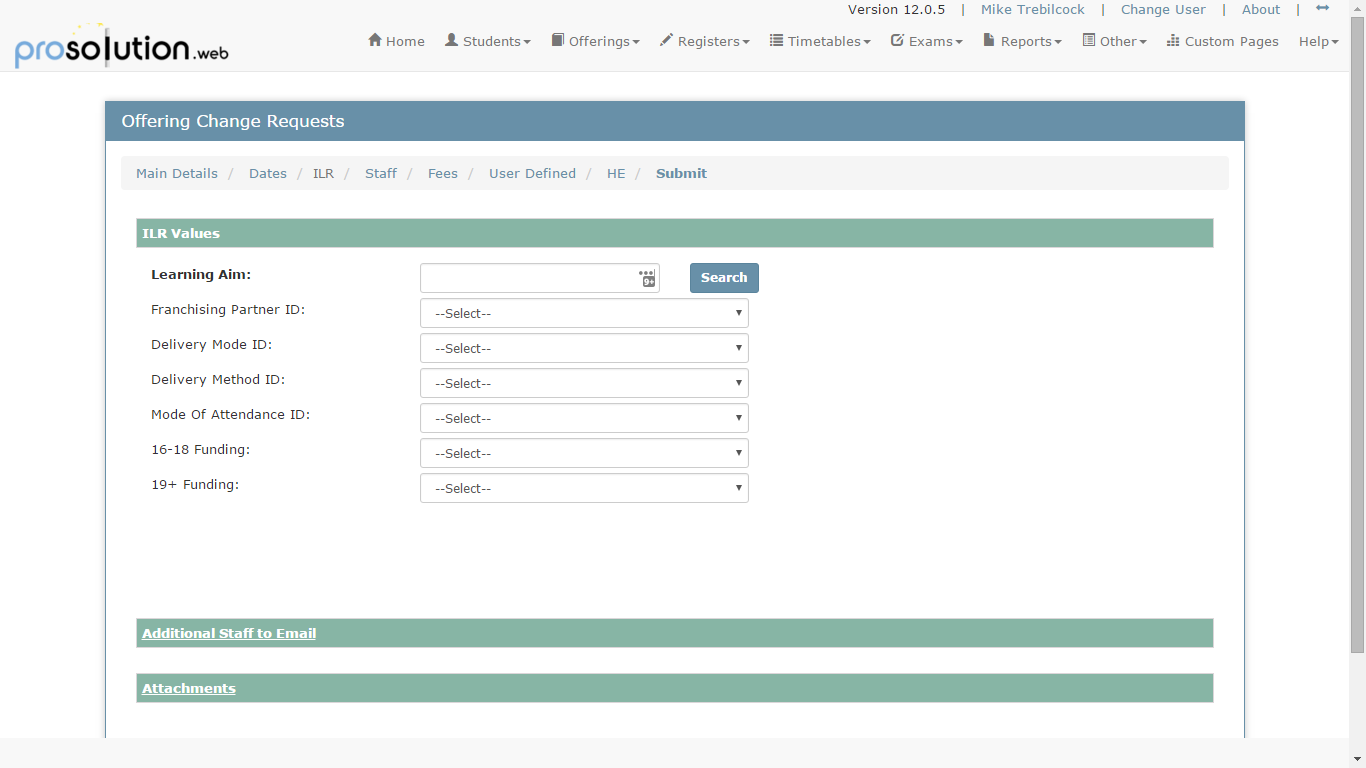 Version 12.0.5 | Mike Trebilcock | Change User | About |
prosolution.web Home Students Offerings Registers Timetables Exams Reports Other Custom Pages Help
Offering Change Requests
Main Details / Dates / ILR / Staff / Fees / User Defined / HE / Submit
ILR Values
Learning Aim: 9+ Search
Franchising Partner ID: --Select--
Delivery Mode ID: --Select--
Delivery Method ID: --Select--
Mode Of Attendance ID: --Select--
16-18 Funding: --Select--
19+ Funding: --Select--
Additional Staff to Email
Attachments